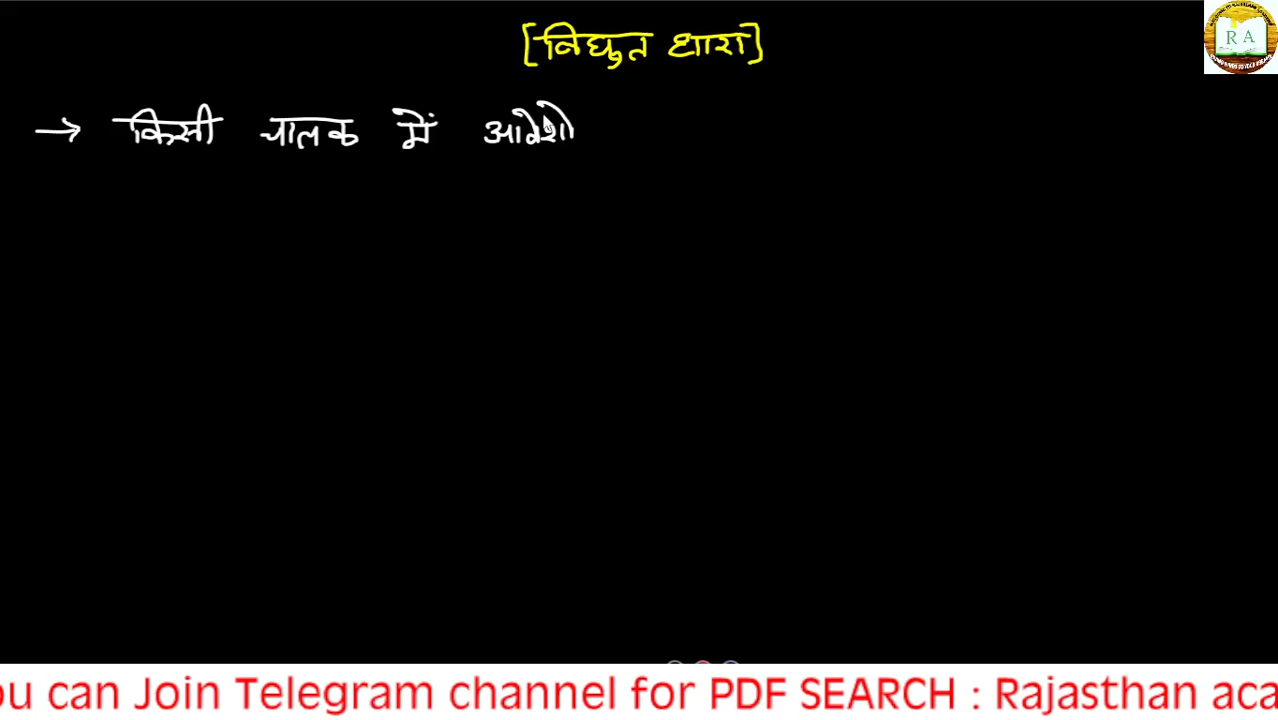 [विद्युत धारा]
R A
→ किसी चालक में आवेशो
ou can Join Telegram channel for PDF SEARCH : Rajasthan aca